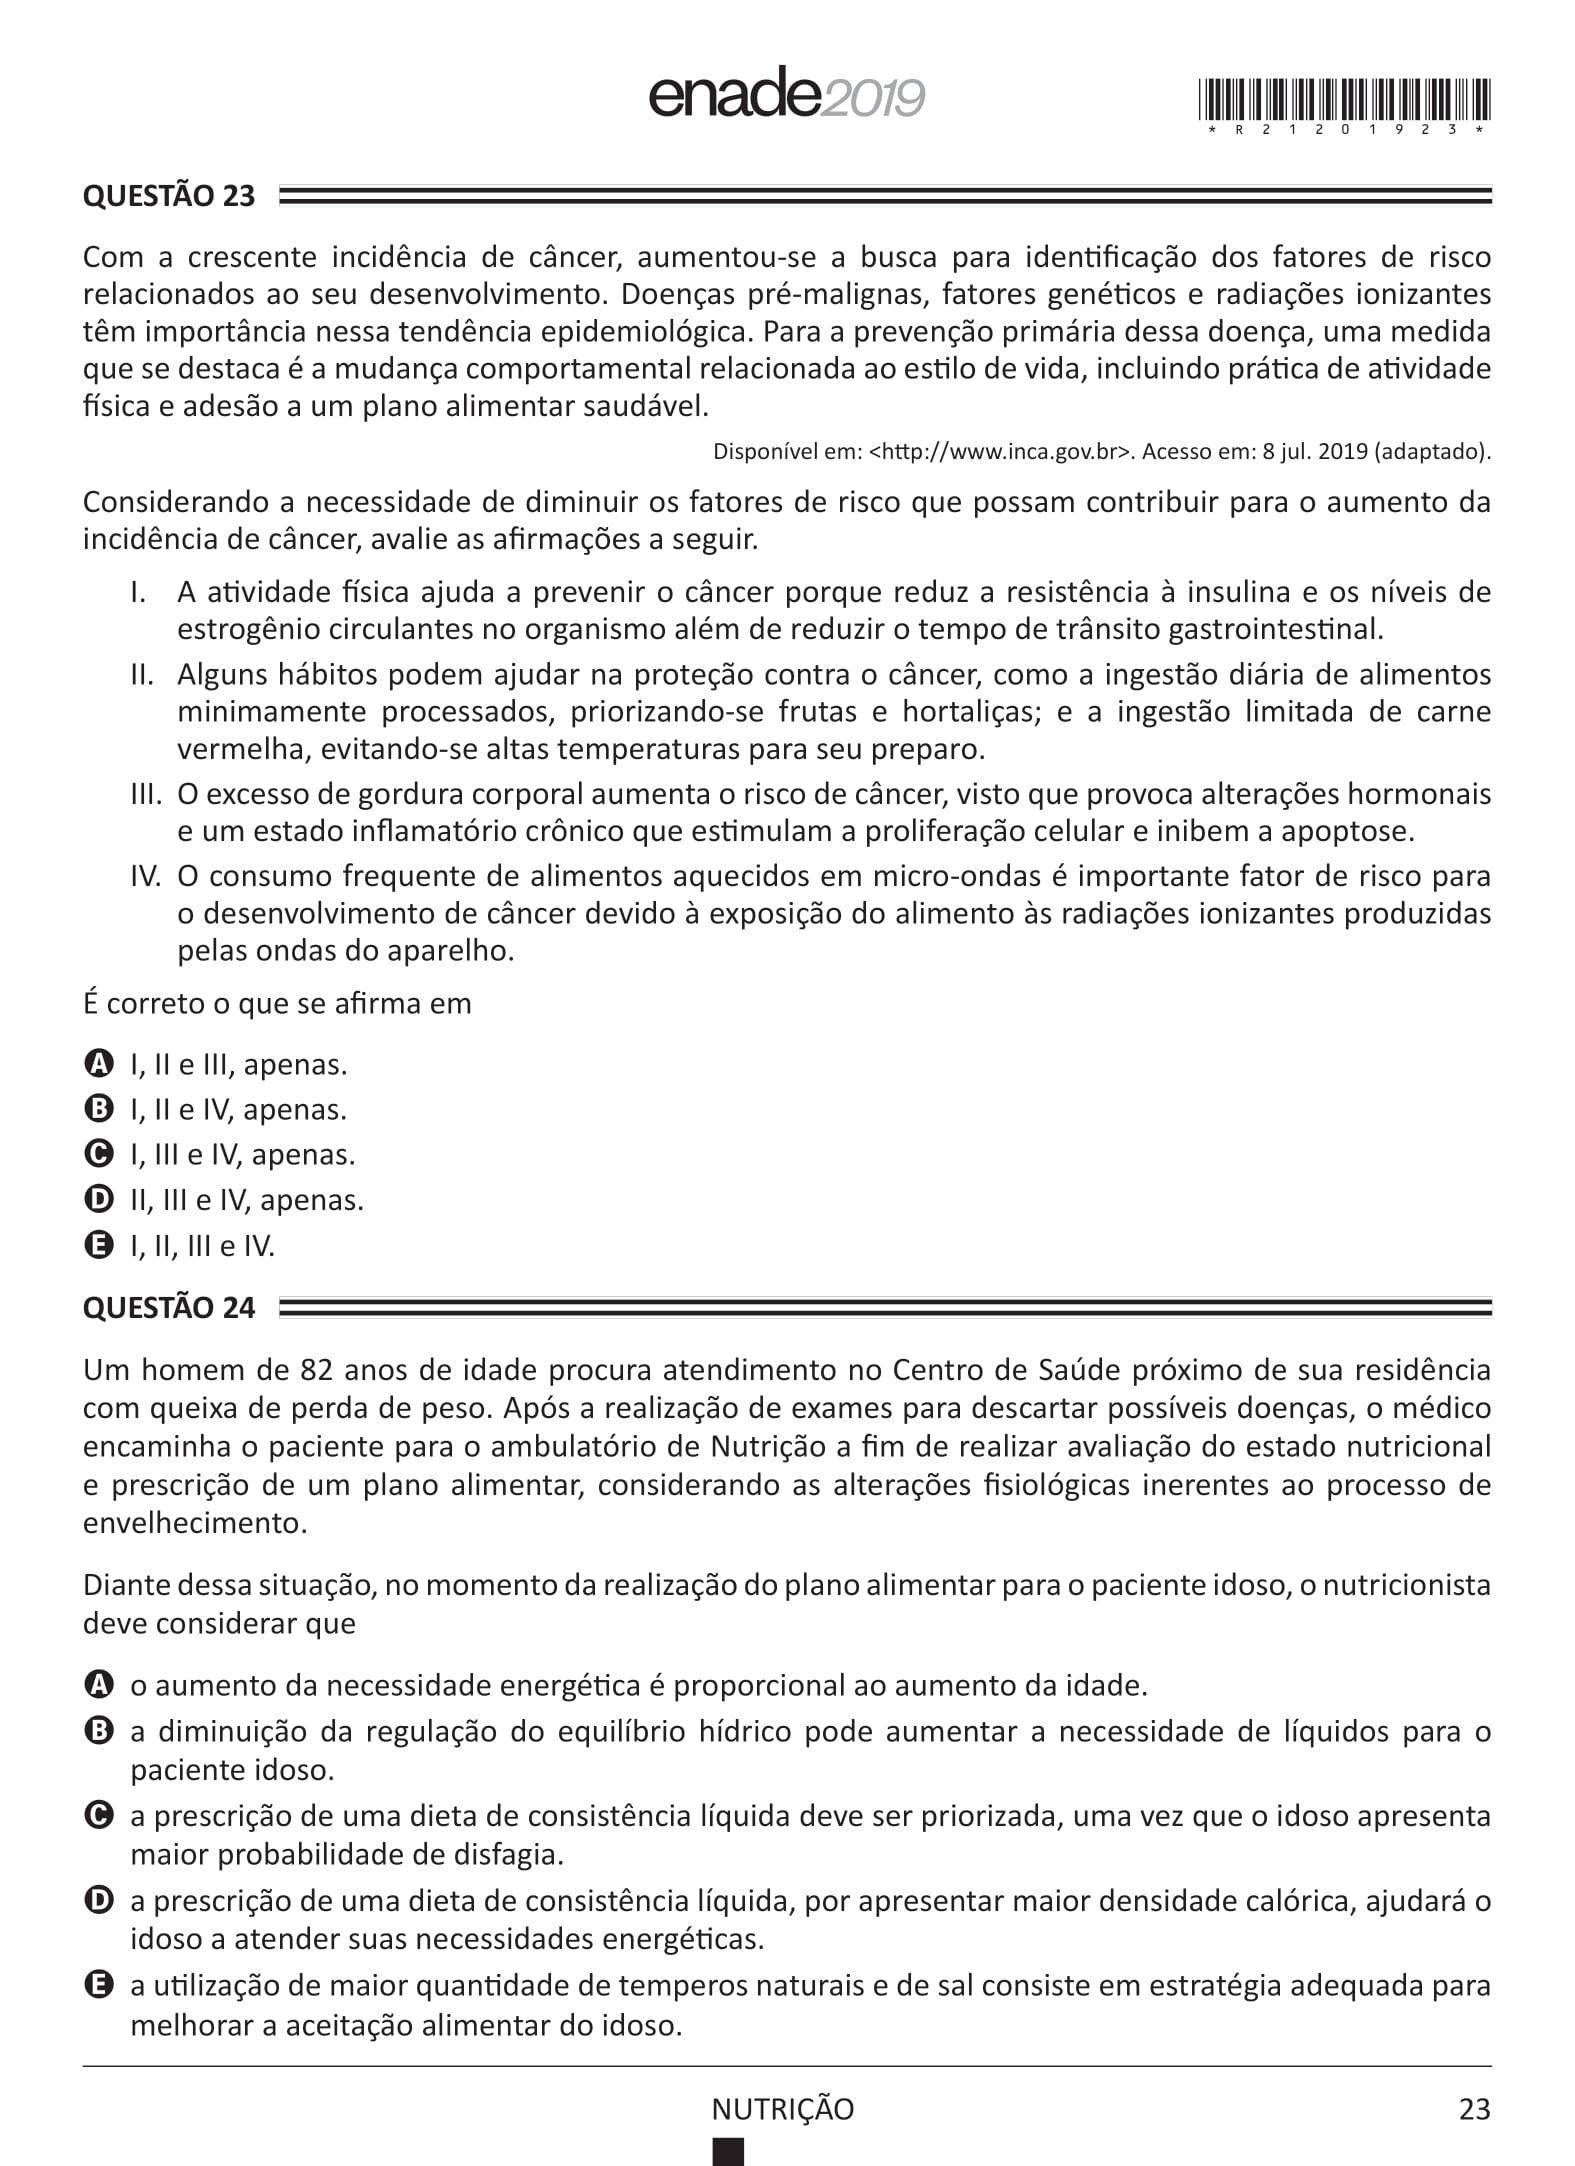 enade2019
*R21201923*
QUESTÃO 23
Com a crescente incidência de câncer, aumentou-se a busca para identificação dos fatores de risco
relacionados ao seu desenvolvimento. Doenças pré-malignas, fatores genéticos e radiações ionizantes
têm importância nessa tendência epidemiológica. Para a prevenção primária dessa doença, uma medida
que se destaca é a mudança comportamental relacionada ao estilo de vida, incluindo prática de atividade
física e adesão a um plano alimentar saudável.
Disponível em: <http://www.inca.gov.br>. Acesso em: 8 jul. 2019 (adaptado).
Considerando a necessidade de diminuir os fatores de risco que possam contribuir para o aumento da
incidência de câncer, avalie as afirmações a seguir.
I. A atividade física ajuda a prevenir o câncer porque reduz a resistência à insulina e os níveis de
estrogênio circulantes no organismo além de reduzir o tempo de trânsito gastrointestinal.
II. Alguns hábitos podem ajudar na proteção contra o câncer, como a ingestão diária de alimentos
minimamente processados, priorizando-se frutas e hortaliças; e a ingestão limitada de carne
vermelha, evitando-se altas temperaturas para seu preparo.
III. O excesso de gordura corporal aumenta o risco de câncer, visto que provoca alterações hormonais
e um estado inflamatório crônico que estimulam a proliferação celular e inibem a apoptose.
IV. O consumo frequente de alimentos aquecidos em micro-ondas é importante fator de risco para
o desenvolvimento de câncer devido à exposição do alimento às radiações ionizantes produzidas
pelas ondas do aparelho.
É correto o que se afirma em
A I, II e III, apenas.
B I, II e IV, apenas.
C I, III e IV, apenas.
D II, III e IV, apenas.
E I, II, III e IV.
QUESTÃO 24
Um homem de 82 anos de idade procura atendimento no Centro de Saúde próximo de sua residência
com queixa de perda de peso. Após a realização de exames para descartar possíveis doenças, o médico
encaminha o paciente para o ambulatório de Nutrição a fim de realizar avaliação do estado nutricional
e prescrição de um plano alimentar, considerando as alterações fisiológicas inerentes ao processo de
envelhecimento.
Diante dessa situação, no momento da realização do plano alimentar para o paciente idoso, o nutricionista
deve considerar que
A o aumento da necessidade energética é proporcional ao aumento da idade.
B a diminuição da regulação do equilíbrio hídrico pode aumentar a necessidade de líquidos para o
paciente idoso.
C a prescrição de uma dieta de consistência líquida deve ser priorizada, uma vez que o idoso apresenta
maior probabilidade de disfagia.
D a prescrição de uma dieta de consistência líquida, por apresentar maior densidade calórica, ajudará o
idoso a atender suas necessidades energéticas.
E a utilização de maior quantidade de temperos naturais e de sal consiste em estratégia adequada para
melhorar a aceitação alimentar do idoso.
NUTRIÇÃO
23